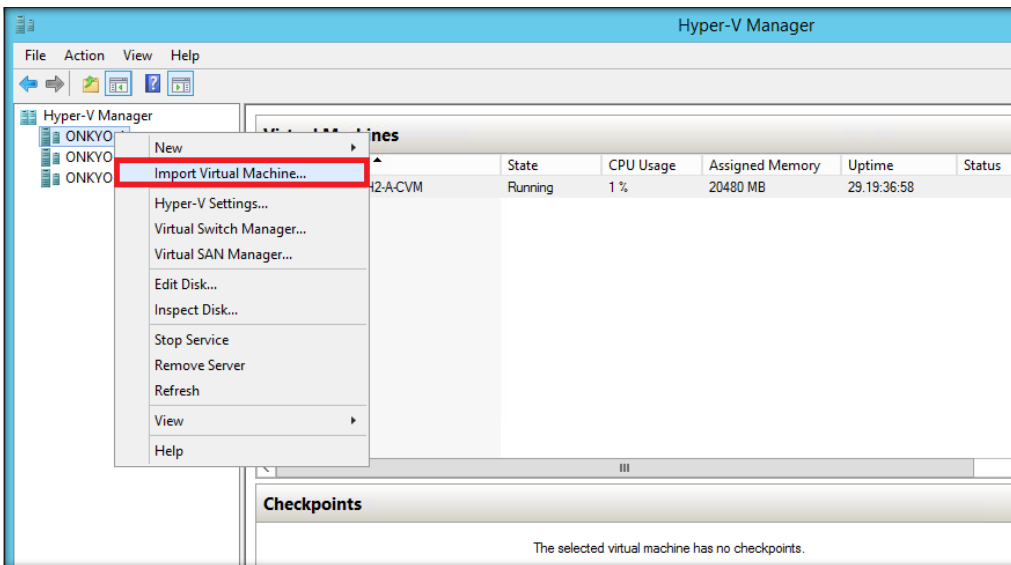 Hyper-V Manager
File Action View Help
Hyper-V Manager
ONKYO
ONKYO
ONKYO
New
Import Virtual Machine...
Hyper-V Settings...
Virtual Switch Manager...
Virtual SAN Manager...
Edit Disk...
Inspect Disk...
Stop Service
Remove Server
Refresh
View
Help
State CPU Usage Assigned Memory Uptime Status
H2-A-CVM Running 1 % 20480 MB 29.19:36:58
Checkpoints
The selected virtual machine has no checkpoints.